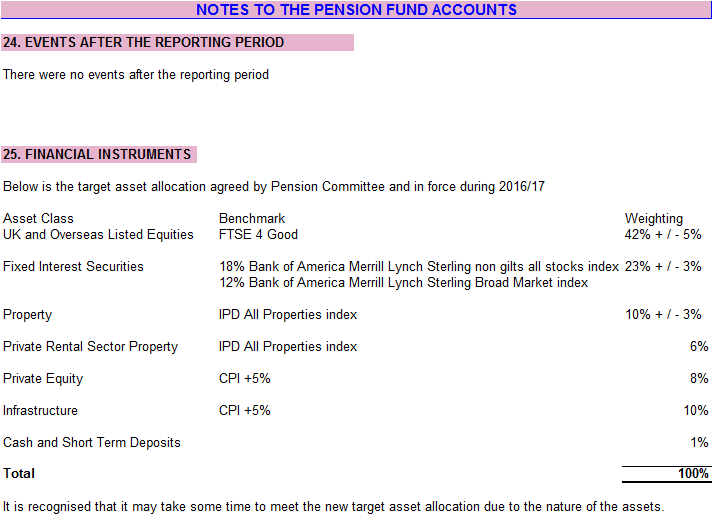 NOTES TO THE PENSION FUND ACCOUNTS
24. EVENTS AFTER THE REPORTING PERIOD
There were no events after the reporting period
25. FINANCIAL INSTRUMENTS
Below is the target asset allocation agreed by Pension Committee and in force during 2016/17
Asset Class Benchmark Weighting
UK and Overseas Listed Equities FTSE 4 Good 42% + / - 5%
Fixed Interest Securities 18% Bank of America Merrill Lynch Sterling non gilts all stocks index 23% + / - 3%
12% Bank of America Merrill Lynch Sterling Broad Market index
Property IPD All Properties index 10% + / - 3%
Private Rental Sector Property IPD All Properties index 6%
Private Equity CPI +5% 8%
Infrastructure CPI +5% 10%
Cash and Short Term Deposits 1%
Total 100%
It is recognised that it may take some time to meet the new target asset allocation due to the nature of the assets.